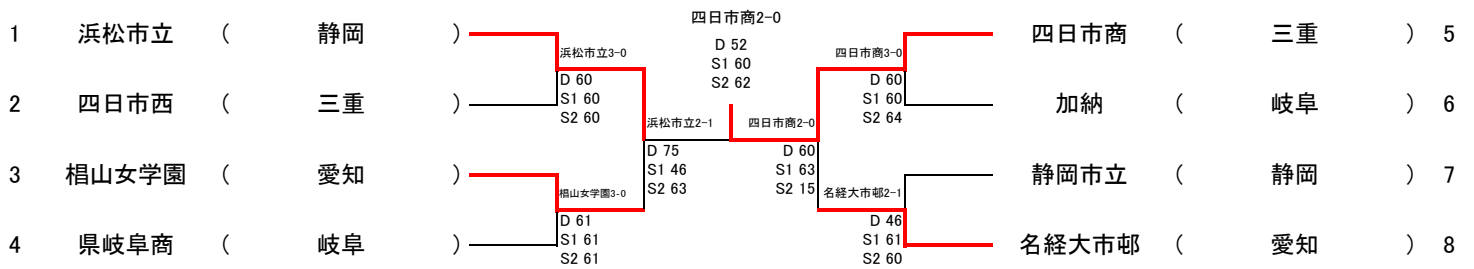 四日市商2-0
D 52
S1 60
S2 62
1 浜松市立 ( 静岡 )
浜松市立3-0
D 60
S1 60
S2 60
2 四日市西 ( 三重 )
浜松市立2-1
D 75
S1 46
S2 63
3 椙山女学園 ( 愛知 )
椙山女学園3-0
D 61
S1 61
S2 61
4 県岐阜商 ( 岐阜 )
四日市商 ( 三重 ) 5
四日市商3-0
D 60
S1 60
S2 64
加納 ( 岐阜 ) 6
四日市商2-0
D 60
S1 63
S2 15
静岡市立 ( 静岡 ) 7
名経大市邨2-1
D 46
S1 61
S2 60
名経大市邨 ( 愛知 ) 8